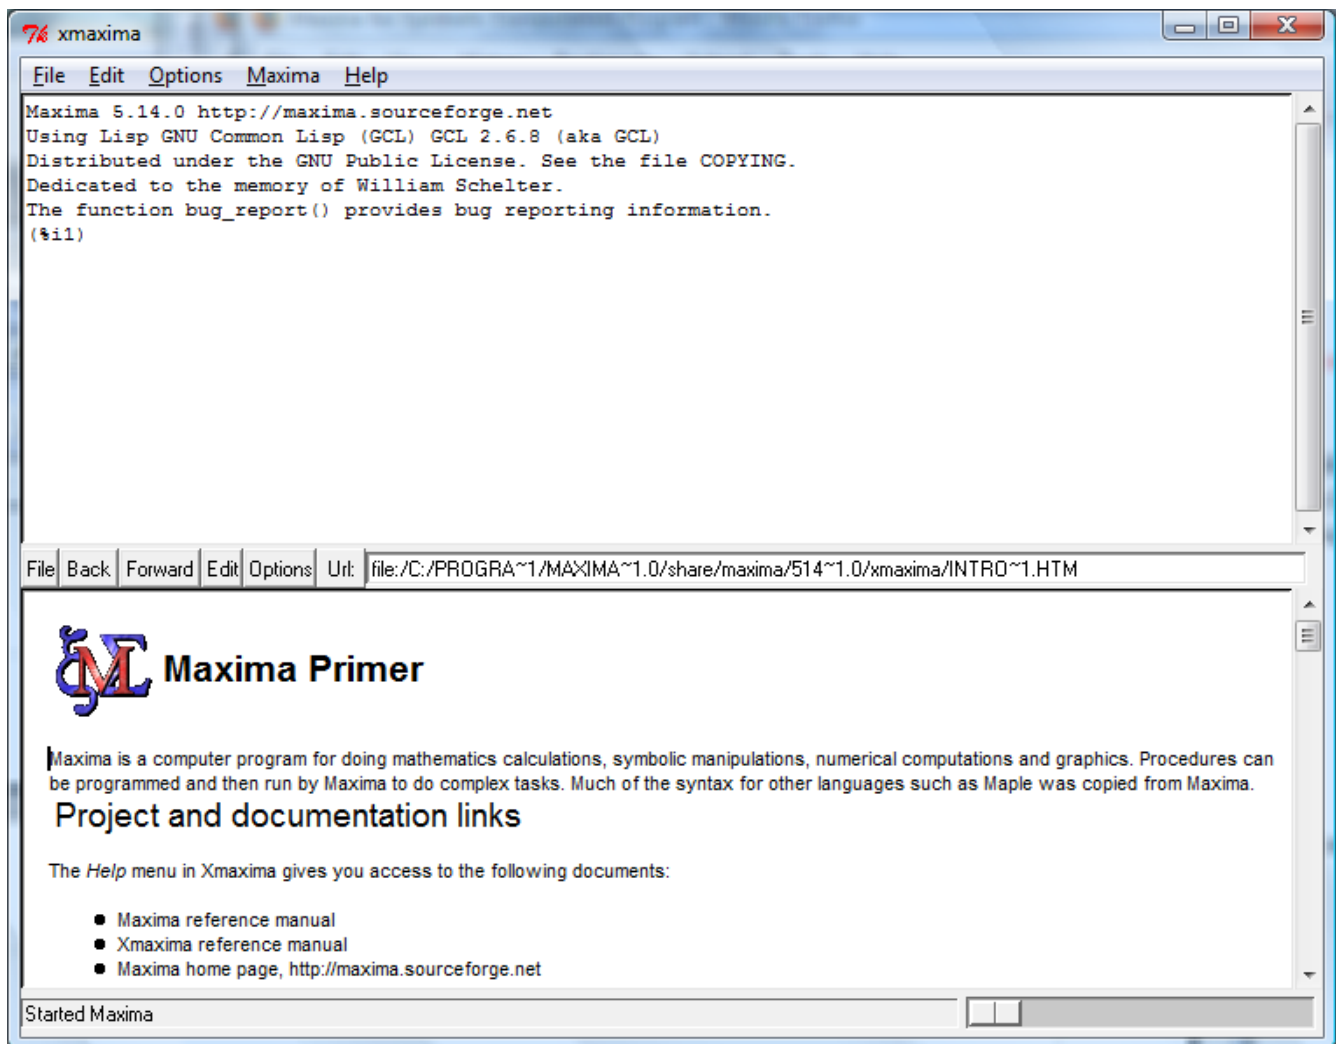 xmaxima
File Edit Options Maxima Help
Maxima 5.14.0 http://maxima.sourceforge.net
Using Lisp GNU Common Lisp (GCL) GCL 2.6.8 (aka GCL)
Distributed under the GNU Public License. See the file COPYING.
Dedicated to the memory of William Schelter.
The function bug_report() provides bug reporting information.
(%i1)
File Back Forward Edit Options Url: file:/C:/PROGRA~1/MAXIMA~1.0/share/maxima/514~1.0/xmaxima/INTRO~1.HTM
Maxima Primer
Maxima is a computer program for doing mathematics calculations, symbolic manipulations, numerical computations and graphics. Procedures can
be programmed and then run by Maxima to do complex tasks. Much of the syntax for other languages such as Maple was copied from Maxima.
Project and documentation links
The Help menu in Xmaxima gives you access to the following documents:
Maxima reference manual
Xmaxima reference manual
Maxima home page, http://maxima.sourceforge.net
Started Maxima